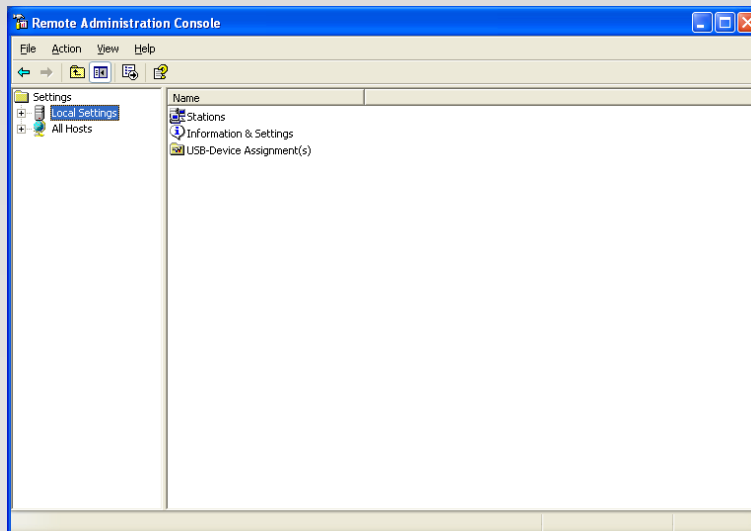 Remote Administration Console
File Action View Help
Settings
Local Settings
All Hosts
Name
Stations
Information & Settings
USB-Device Assignment(s)